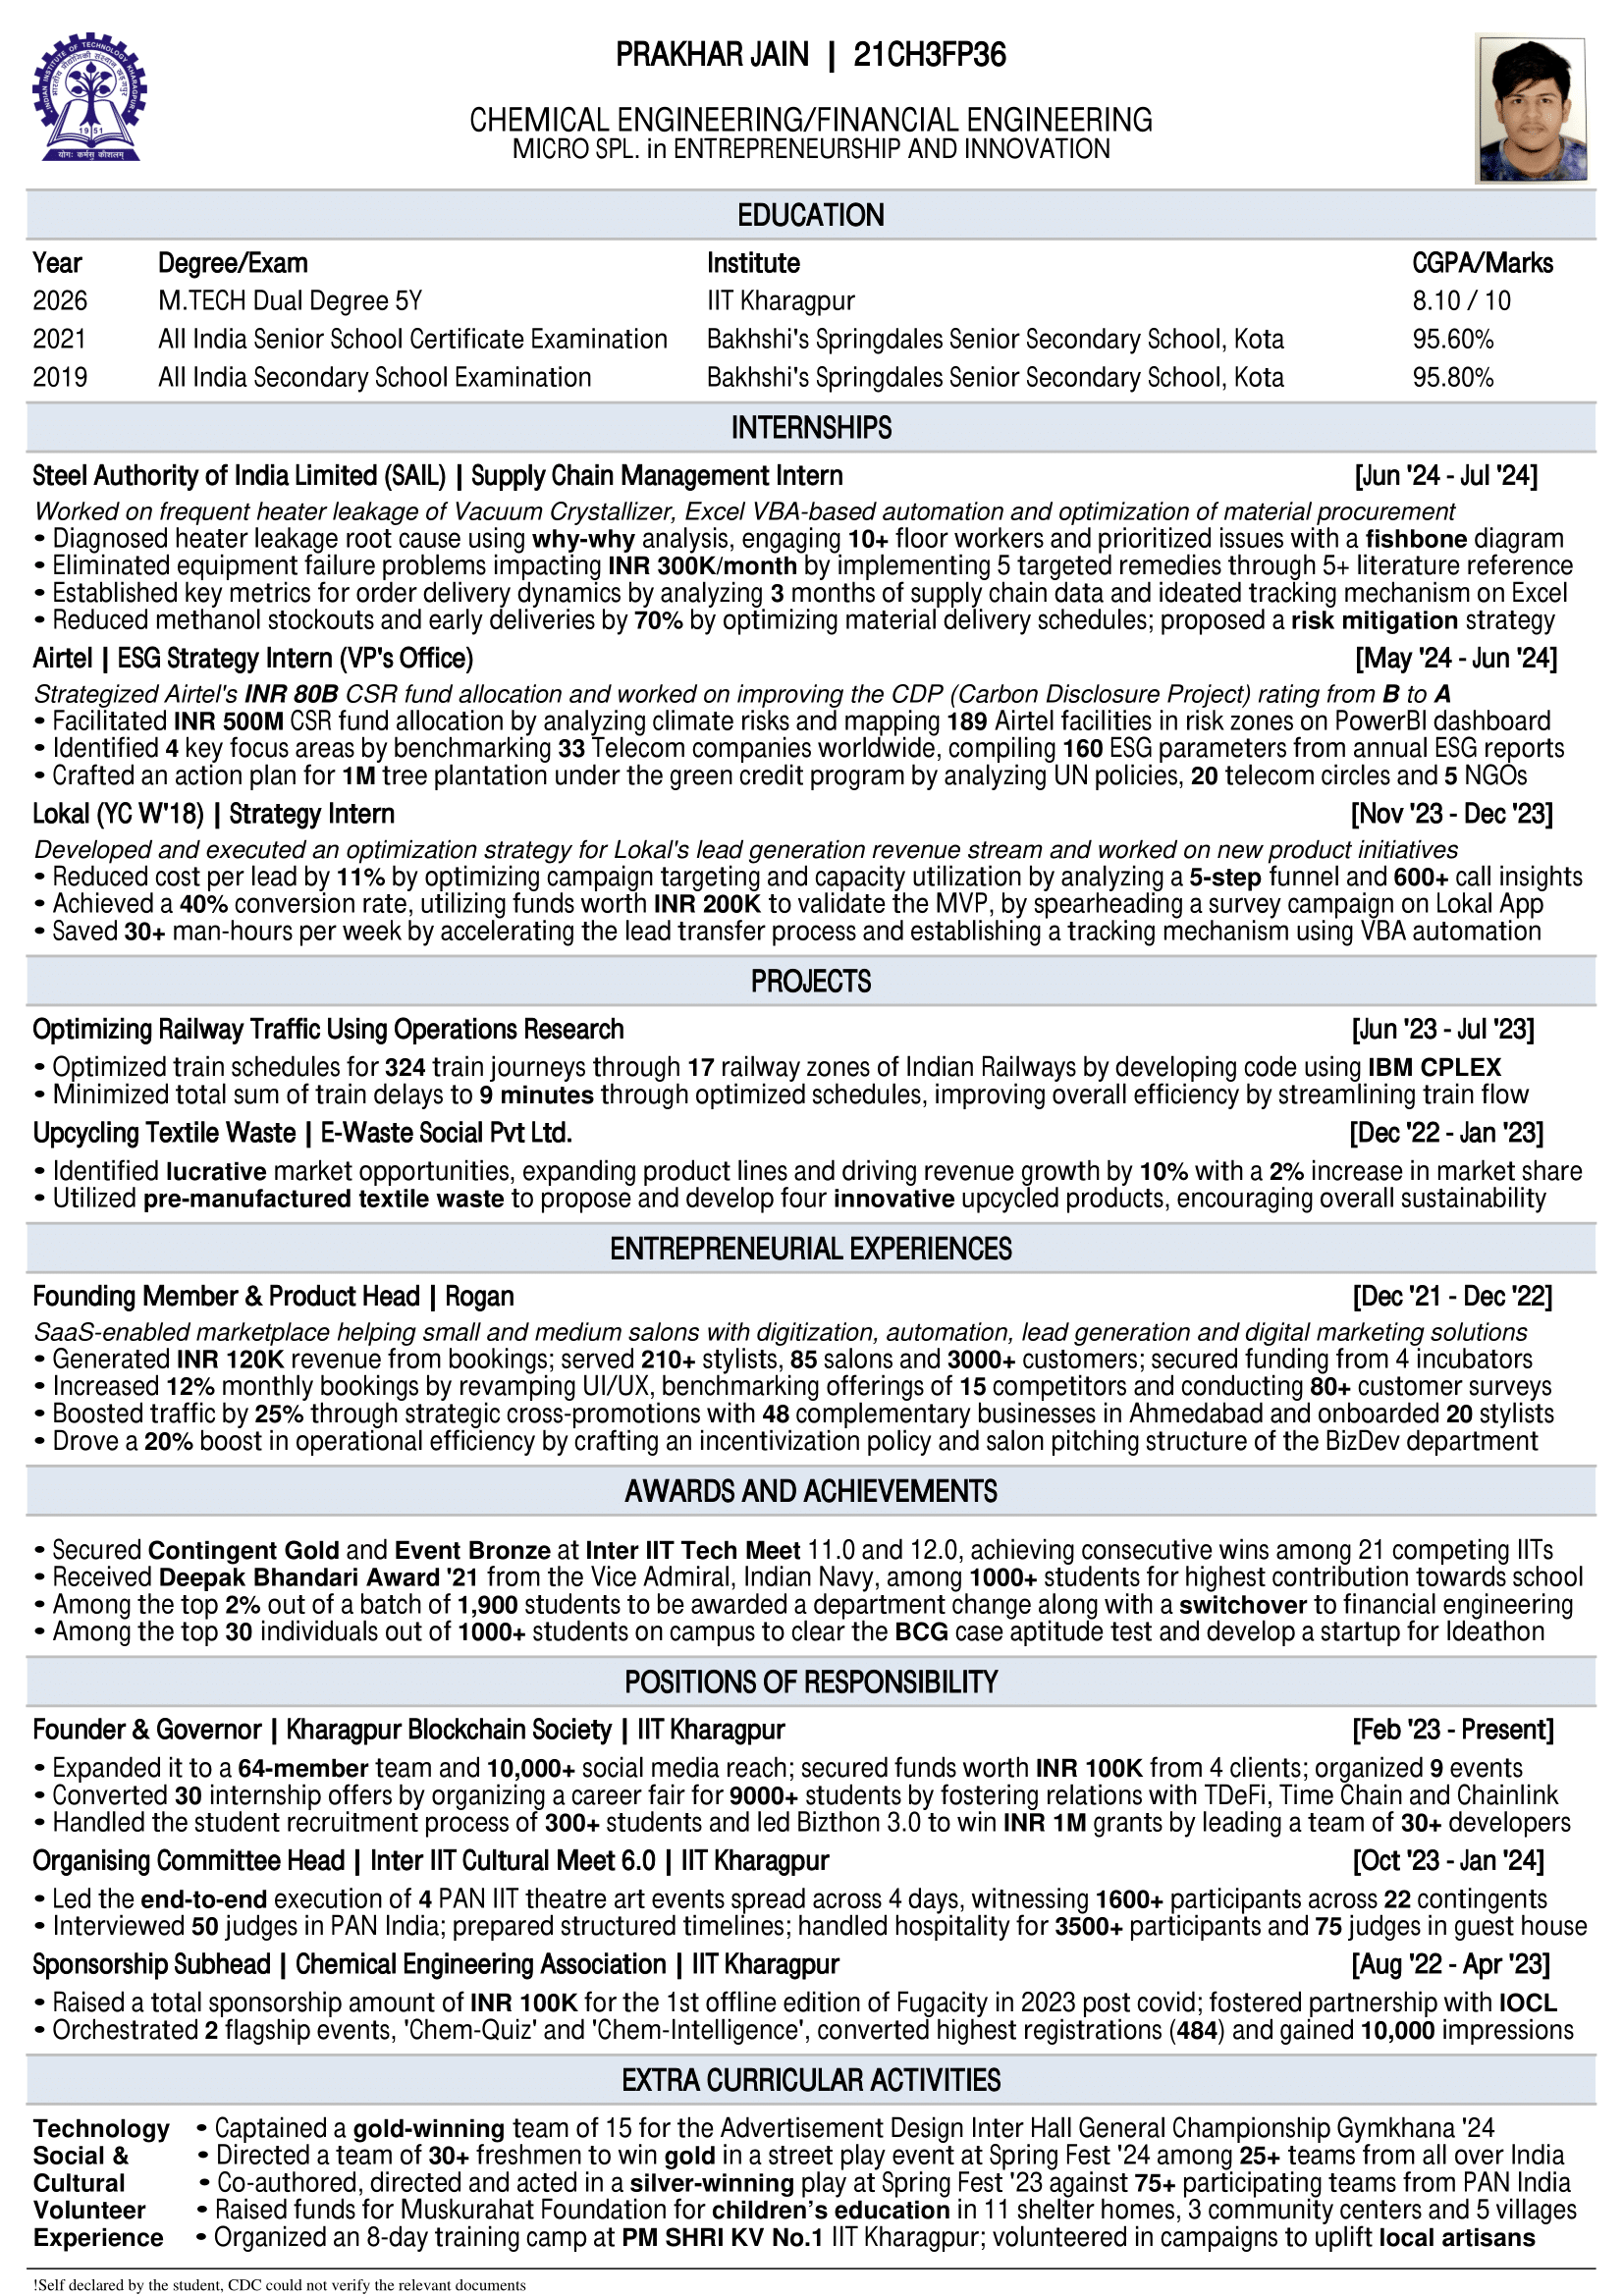 INDIAN INSTITUTE OF TECHNOLOGY KHARAGPUR
भारतीय प्रौद्योगिकी संस्थान खड़गपुर
1951
योगः कर्मसु कौशलम्
PRAKHAR JAIN | 21CH3FP36
CHEMICAL ENGINEERING/FINANCIAL ENGINEERING
MICRO SPL. in ENTREPRENEURSHIP AND INNOVATION
EDUCATION
Year Degree/Exam Institute CGPA/Marks
2026 M.TECH Dual Degree 5Y IIT Kharagpur 8.10 / 10
2021 All India Senior School Certificate Examination Bakhshi's Springdales Senior Secondary School, Kota 95.60%
2019 All India Secondary School Examination Bakhshi's Springdales Senior Secondary School, Kota 95.80%
INTERNSHIPS
Steel Authority of India Limited (SAIL) | Supply Chain Management Intern [Jun '24 - Jul '24]
Worked on frequent heater leakage of Vacuum Crystallizer, Excel VBA-based automation and optimization of material procurement
• Diagnosed heater leakage root cause using why-why analysis, engaging 10+ floor workers and prioritized issues with a fishbone diagram
• Eliminated equipment failure problems impacting INR 300K/month by implementing 5 targeted remedies through 5+ literature reference
• Established key metrics for order delivery dynamics by analyzing 3 months of supply chain data and ideated tracking mechanism on Excel
• Reduced methanol stockouts and early deliveries by 70% by optimizing material delivery schedules; proposed a risk mitigation strategy
Airtel | ESG Strategy Intern (VP's Office) [May '24 - Jun '24]
Strategized Airtel's INR 80B CSR fund allocation and worked on improving the CDP (Carbon Disclosure Project) rating from B to A
• Facilitated INR 500M CSR fund allocation by analyzing climate risks and mapping 189 Airtel facilities in risk zones on PowerBI dashboard
• Identified 4 key focus areas by benchmarking 33 Telecom companies worldwide, compiling 160 ESG parameters from annual ESG reports
• Crafted an action plan for 1M tree plantation under the green credit program by analyzing UN policies, 20 telecom circles and 5 NGOs
Lokal (YC W'18) | Strategy Intern [Nov '23 - Dec '23]
Developed and executed an optimization strategy for Lokal's lead generation revenue stream and worked on new product initiatives
• Reduced cost per lead by 11% by optimizing campaign targeting and capacity utilization by analyzing a 5-step funnel and 600+ call insights
• Achieved a 40% conversion rate, utilizing funds worth INR 200K to validate the MVP, by spearheading a survey campaign on Lokal App
• Saved 30+ man-hours per week by accelerating the lead transfer process and establishing a tracking mechanism using VBA automation
PROJECTS
Optimizing Railway Traffic Using Operations Research [Jun '23 - Jul '23]
• Optimized train schedules for 324 train journeys through 17 railway zones of Indian Railways by developing code using IBM CPLEX
• Minimized total sum of train delays to 9 minutes through optimized schedules, improving overall efficiency by streamlining train flow
Upcycling Textile Waste | E-Waste Social Pvt Ltd. [Dec '22 - Jan '23]
• Identified lucrative market opportunities, expanding product lines and driving revenue growth by 10% with a 2% increase in market share
• Utilized pre-manufactured textile waste to propose and develop four innovative upcycled products, encouraging overall sustainability
ENTREPRENEURIAL EXPERIENCES
Founding Member & Product Head | Rogan [Dec '21 - Dec '22]
SaaS-enabled marketplace helping small and medium salons with digitization, automation, lead generation and digital marketing solutions
• Generated INR 120K revenue from bookings; served 210+ stylists, 85 salons and 3000+ customers; secured funding from 4 incubators
• Increased 12% monthly bookings by revamping UI/UX, benchmarking offerings of 15 competitors and conducting 80+ customer surveys
• Boosted traffic by 25% through strategic cross-promotions with 48 complementary businesses in Ahmedabad and onboarded 20 stylists
• Drove a 20% boost in operational efficiency by crafting an incentivization policy and salon pitching structure of the BizDev department
AWARDS AND ACHIEVEMENTS
• Secured Contingent Gold and Event Bronze at Inter IIT Tech Meet 11.0 and 12.0, achieving consecutive wins among 21 competing IITs
• Received Deepak Bhandari Award '21 from the Vice Admiral, Indian Navy, among 1000+ students for highest contribution towards school
• Among the top 2% out of a batch of 1,900 students to be awarded a department change along with a switchover to financial engineering
• Among the top 30 individuals out of 1000+ students on campus to clear the BCG case aptitude test and develop a startup for Ideathon
POSITIONS OF RESPONSIBILITY
Founder & Governor | Kharagpur Blockchain Society | IIT Kharagpur [Feb '23 - Present]
• Expanded it to a 64-member team and 10,000+ social media reach; secured funds worth INR 100K from 4 clients; organized 9 events
• Converted 30 internship offers by organizing a career fair for 9000+ students by fostering relations with TDeFi, Time Chain and Chainlink
• Handled the student recruitment process of 300+ students and led Bizthon 3.0 to win INR 1M grants by leading a team of 30+ developers
Organising Committee Head | Inter IIT Cultural Meet 6.0 | IIT Kharagpur [Oct '23 - Jan '24]
• Led the end-to-end execution of 4 PAN IIT theatre art events spread across 4 days, witnessing 1600+ participants across 22 contingents
• Interviewed 50 judges in PAN India; prepared structured timelines; handled hospitality for 3500+ participants and 75 judges in guest house
Sponsorship Subhead | Chemical Engineering Association | IIT Kharagpur [Aug '22 - Apr '23]
• Raised a total sponsorship amount of INR 100K for the 1st offline edition of Fugacity in 2023 post covid; fostered partnership with IOCL
• Orchestrated 2 flagship events, 'Chem-Quiz' and 'Chem-Intelligence', converted highest registrations (484) and gained 10,000 impressions
EXTRA CURRICULAR ACTIVITIES
Technology • Captained a gold-winning team of 15 for the Advertisement Design Inter Hall General Championship Gymkhana '24
Social & • Directed a team of 30+ freshmen to win gold in a street play event at Spring Fest '24 among 25+ teams from all over India
Cultural • Co-authored, directed and acted in a silver-winning play at Spring Fest '23 against 75+ participating teams from PAN India
Volunteer • Raised funds for Muskurahat Foundation for children’s education in 11 shelter homes, 3 community centers and 5 villages
Experience • Organized an 8-day training camp at PM SHRI KV No.1 IIT Kharagpur; volunteered in campaigns to uplift local artisans
!Self declared by the student, CDC could not verify the relevant documents